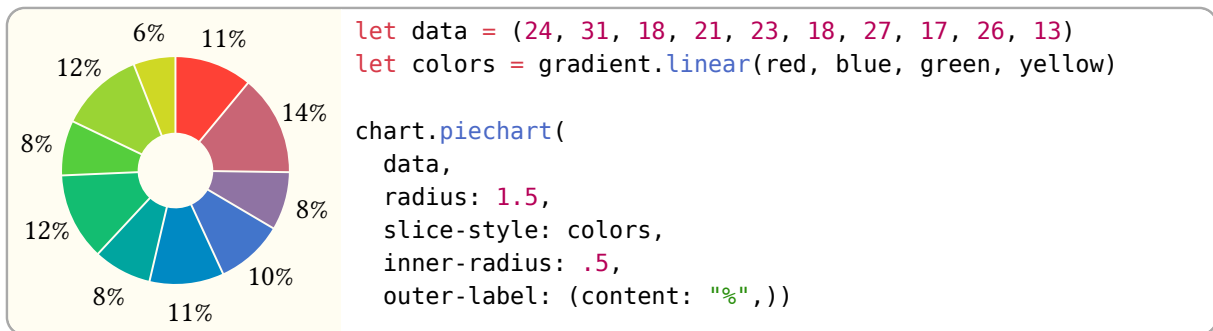 6%
11%
12%
14%
8%
8%
12%
10%
8%
11%
let data = (24, 31, 18, 21, 23, 18, 27, 17, 26, 13)
let colors = gradient.linear(red, blue, green, yellow)
chart.piechart(
  data,
  radius: 1.5,
  slice-style: colors,
  inner-radius: .5,
  outer-label: (content: "%",))